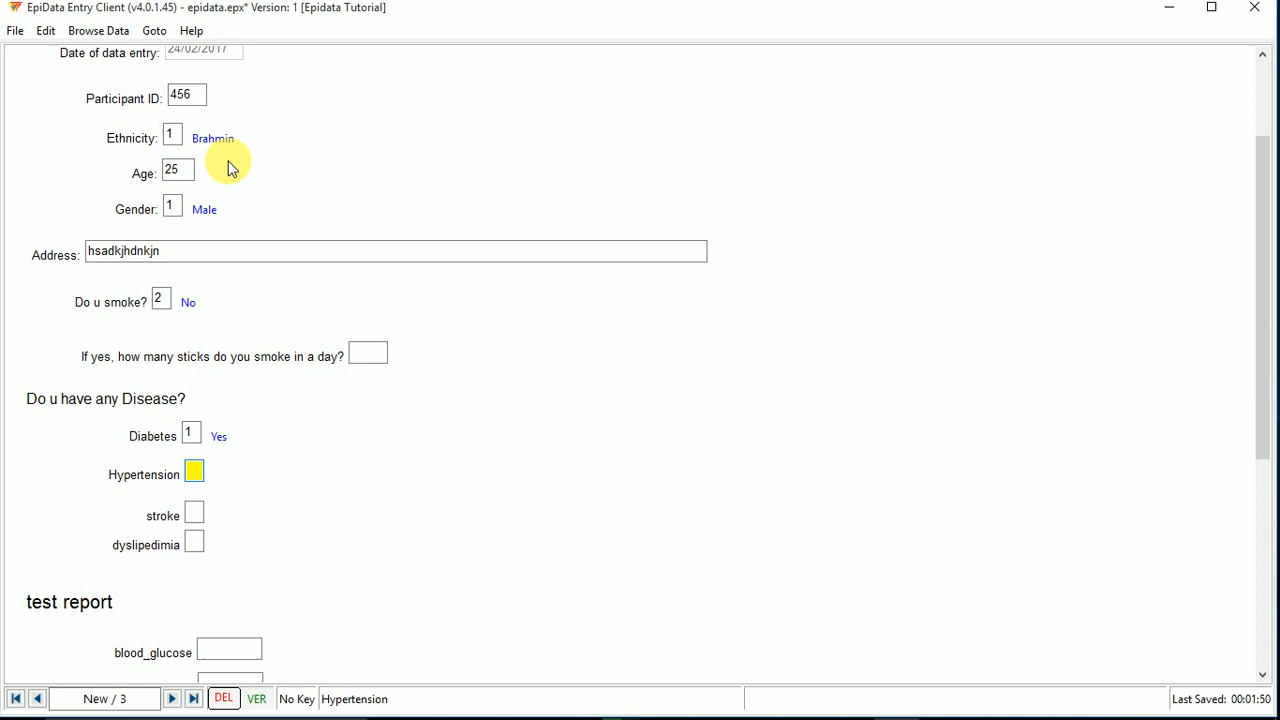 EpiData Entry Client (v4.0.1.45) - epidata.epx* Version: 1 [Epidata Tutorial]
File Edit Browse Data Goto Help
Date of data entry: 24/02/2017
Participant ID: 456
Ethnicity: 1 Brahmin
Age: 25
Gender: 1 Male
Address: hsadkjhdnkjn
Do u smoke? 2 No
If yes, how many sticks do you smoke in a day?
Do u have any Disease?
Diabetes 1 Yes
Hypertension
stroke
dyslipedimia
test report
blood_glucose
New / 3 DEL VER No Key Hypertension Last Saved: 00:01:50